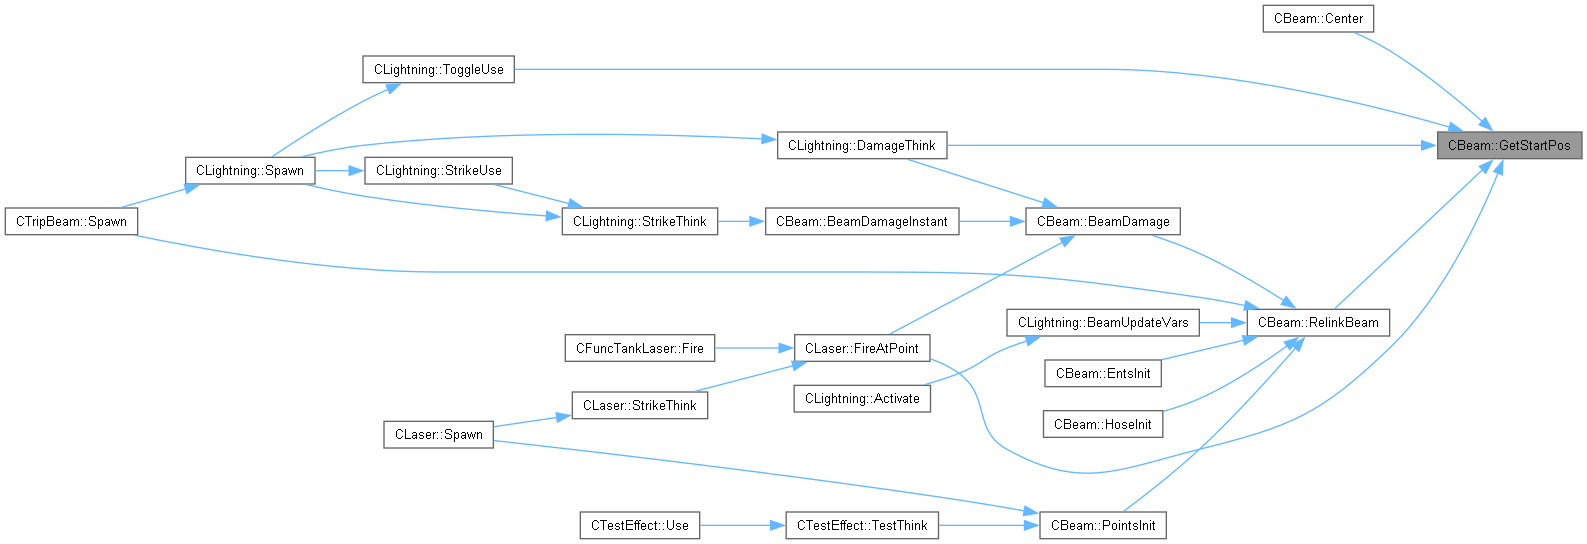 CBeam::Center
CLightning::ToggleUse
CLightning::DamageThink
CBeam::GetStartPos
CLightning::Spawn
CLightning::StrikeUse
CTripBeam::Spawn
CLightning::StrikeThink
CBeam::BeamDamageInstant
CBeam::BeamDamage
CLightning::BeamUpdateVars
CBeam::RelinkBeam
CFuncTankLaser::Fire
CLaser::FireAtPoint
CBeam::EntsInit
CLaser::StrikeThink
CLightning::Activate
CBeam::HoseInit
CLaser::Spawn
CTestEffect::Use
CTestEffect::TestThink
CBeam::PointsInit